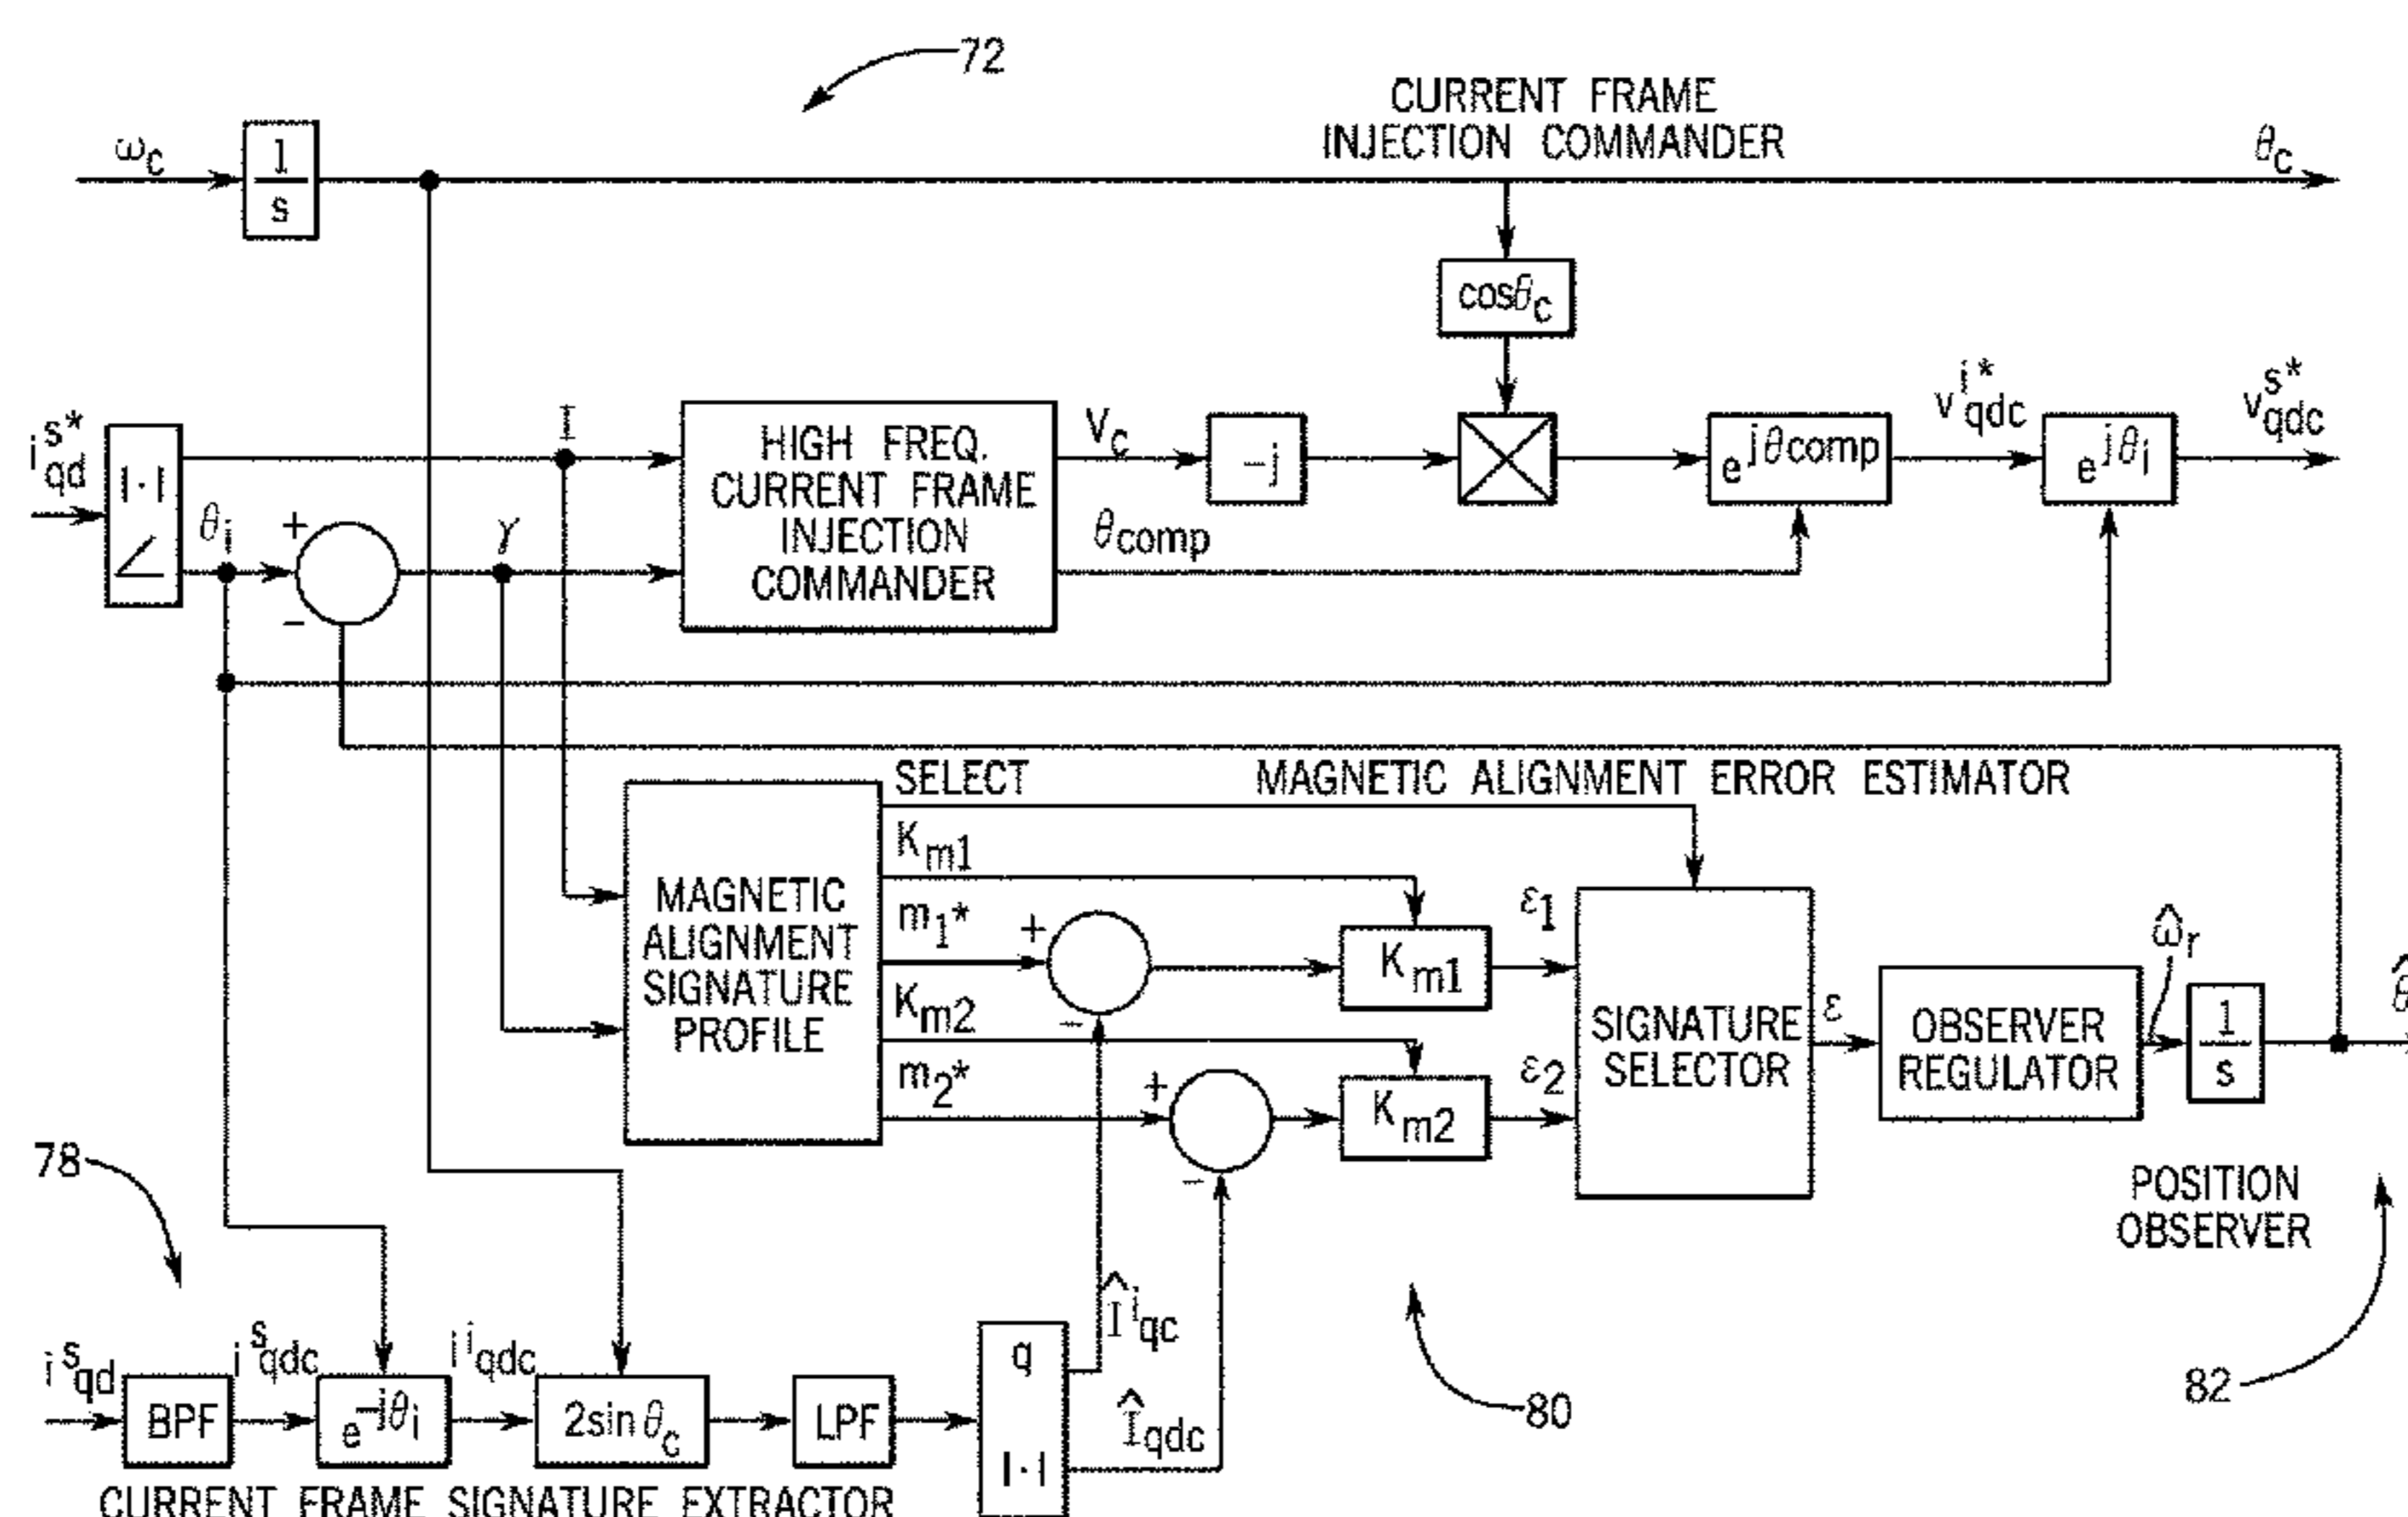 72
CURRENT FRAME
INJECTION COMMANDER
ω_c
1
s
θ_c
cosθ_c
i^s*_qd
|·|
∠
I
θ_i
+
−
γ
HIGH FREQ.
CURRENT FRAME
INJECTION
COMMANDER
V_c
θ_comp
-j
e^jθcomp
v^i*_qdc
e^jθ_i
v^s*_qdc
SELECT
MAGNETIC ALIGNMENT ERROR ESTIMATOR
MAGNETIC
ALIGNMENT
SIGNATURE
PROFILE
K_m1
m_1*
K_m2
m_2*
+
−
+
−
K_m1
K_m2
ε_1
ε_2
SIGNATURE
SELECTOR
ε
OBSERVER
REGULATOR
ω̂_r
1
s
θ̂
POSITION
OBSERVER
78
80
82
i^s_qd
BPF
i^s_qdc
e^-jθ_i
i^i_qdc
2sin θ_c
LPF
q
|·|
Î^i_qc
Î_qdc
CURRENT FRAME SIGNATURE EXTRACTOR